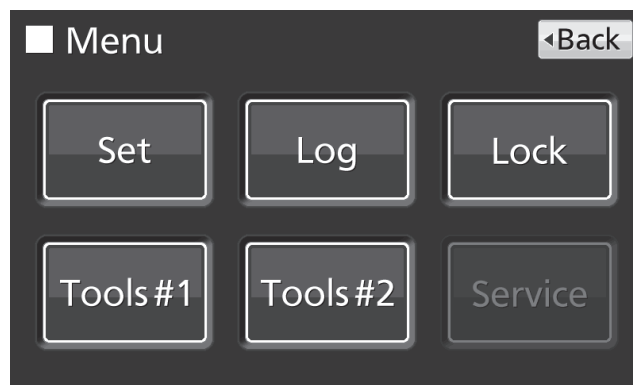 Menu
◂Back
Set
Log
Lock
Tools #1
Tools #2
Service